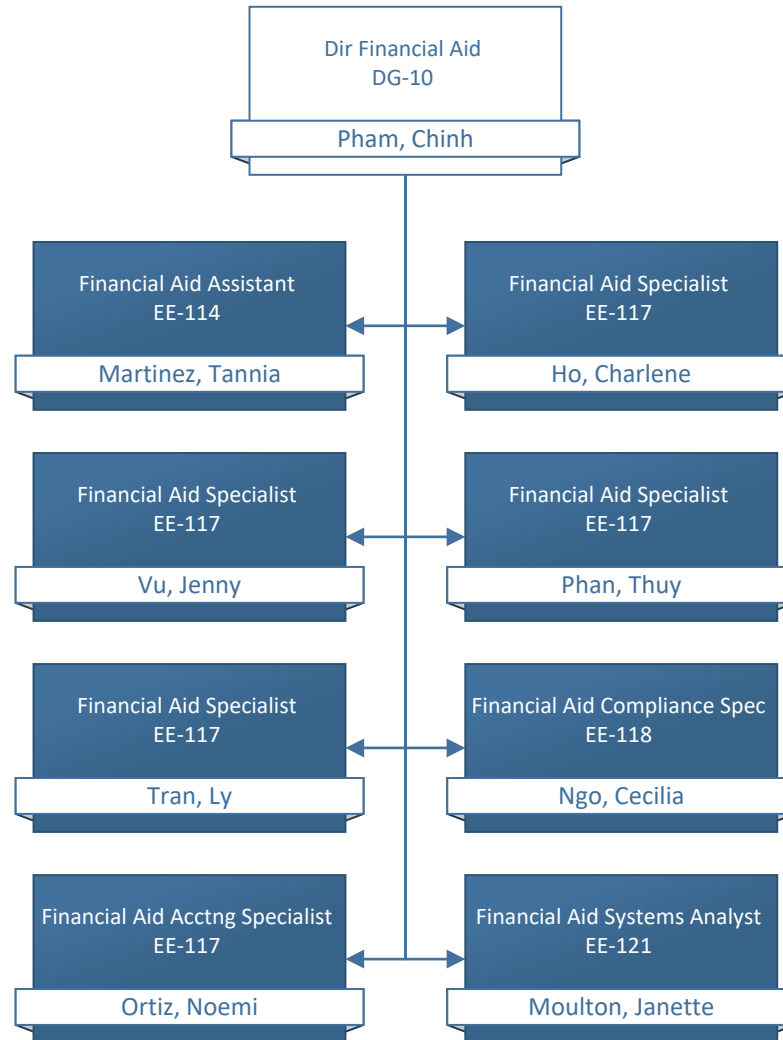 Dir Financial Aid
DG-10
Pham, Chinh
Financial Aid Assistant
EE-114
Martinez, Tannia
Financial Aid Specialist
EE-117
Ho, Charlene
Financial Aid Specialist
EE-117
Vu, Jenny
Financial Aid Specialist
EE-117
Phan, Thuy
Financial Aid Specialist
EE-117
Tran, Ly
Financial Aid Compliance Spec
EE-118
Ngo, Cecilia
Financial Aid Acctng Specialist
EE-117
Ortiz, Noemi
Financial Aid Systems Analyst
EE-121
Moulton, Janette